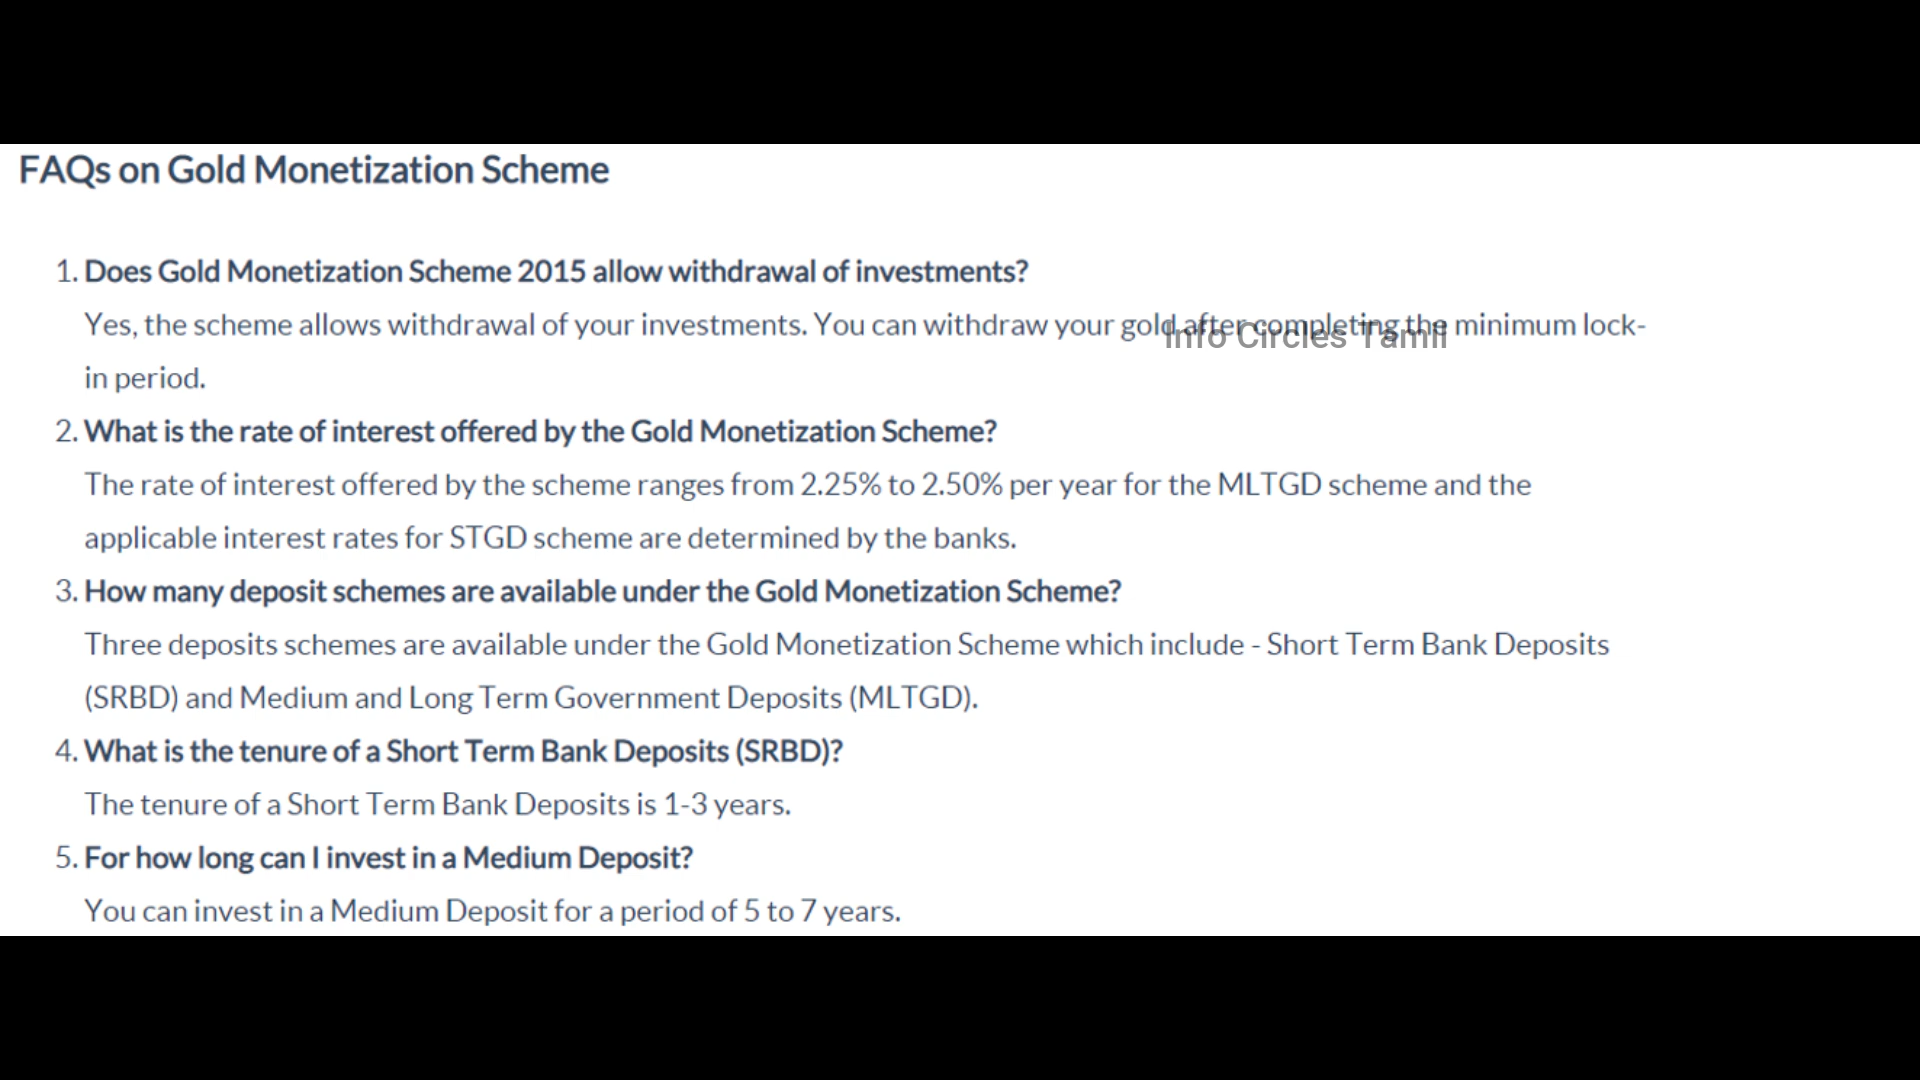 FAQs on Gold Monetization Scheme
1. Does Gold Monetization Scheme 2015 allow withdrawal of investments?
Yes, the scheme allows withdrawal of your investments. You can withdraw your gold after completing the minimum lock-
Info Circles Tamil
in period.
2. What is the rate of interest offered by the Gold Monetization Scheme?
The rate of interest offered by the scheme ranges from 2.25% to 2.50% per year for the MLTGD scheme and the
applicable interest rates for STGD scheme are determined by the banks.
3. How many deposit schemes are available under the Gold Monetization Scheme?
Three deposits schemes are available under the Gold Monetization Scheme which include - Short Term Bank Deposits
(SRBD) and Medium and Long Term Government Deposits (MLTGD).
4. What is the tenure of a Short Term Bank Deposits (SRBD)?
The tenure of a Short Term Bank Deposits is 1-3 years.
5. For how long can I invest in a Medium Deposit?
You can invest in a Medium Deposit for a period of 5 to 7 years.